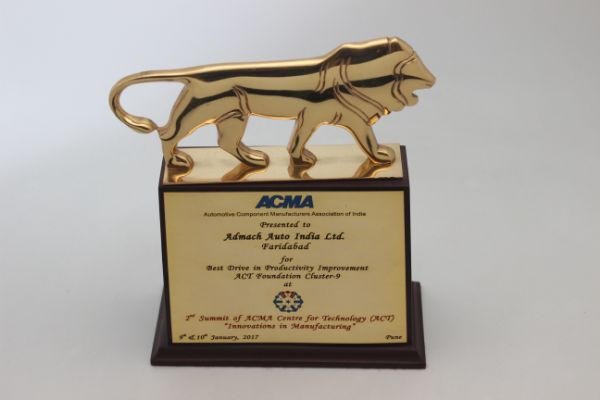 ACMA
Automotive Component Manufacturers Association of India
Presented to
Admach Auto India Ltd.
Faridabad
for
Best Drive in Productivity Improvement
ACT Foundation Cluster-9
at
2nd Summit of ACMA Centre for Technology (ACT)
"Innovations in Manufacturing"
9th & 10th January, 2017 Pune